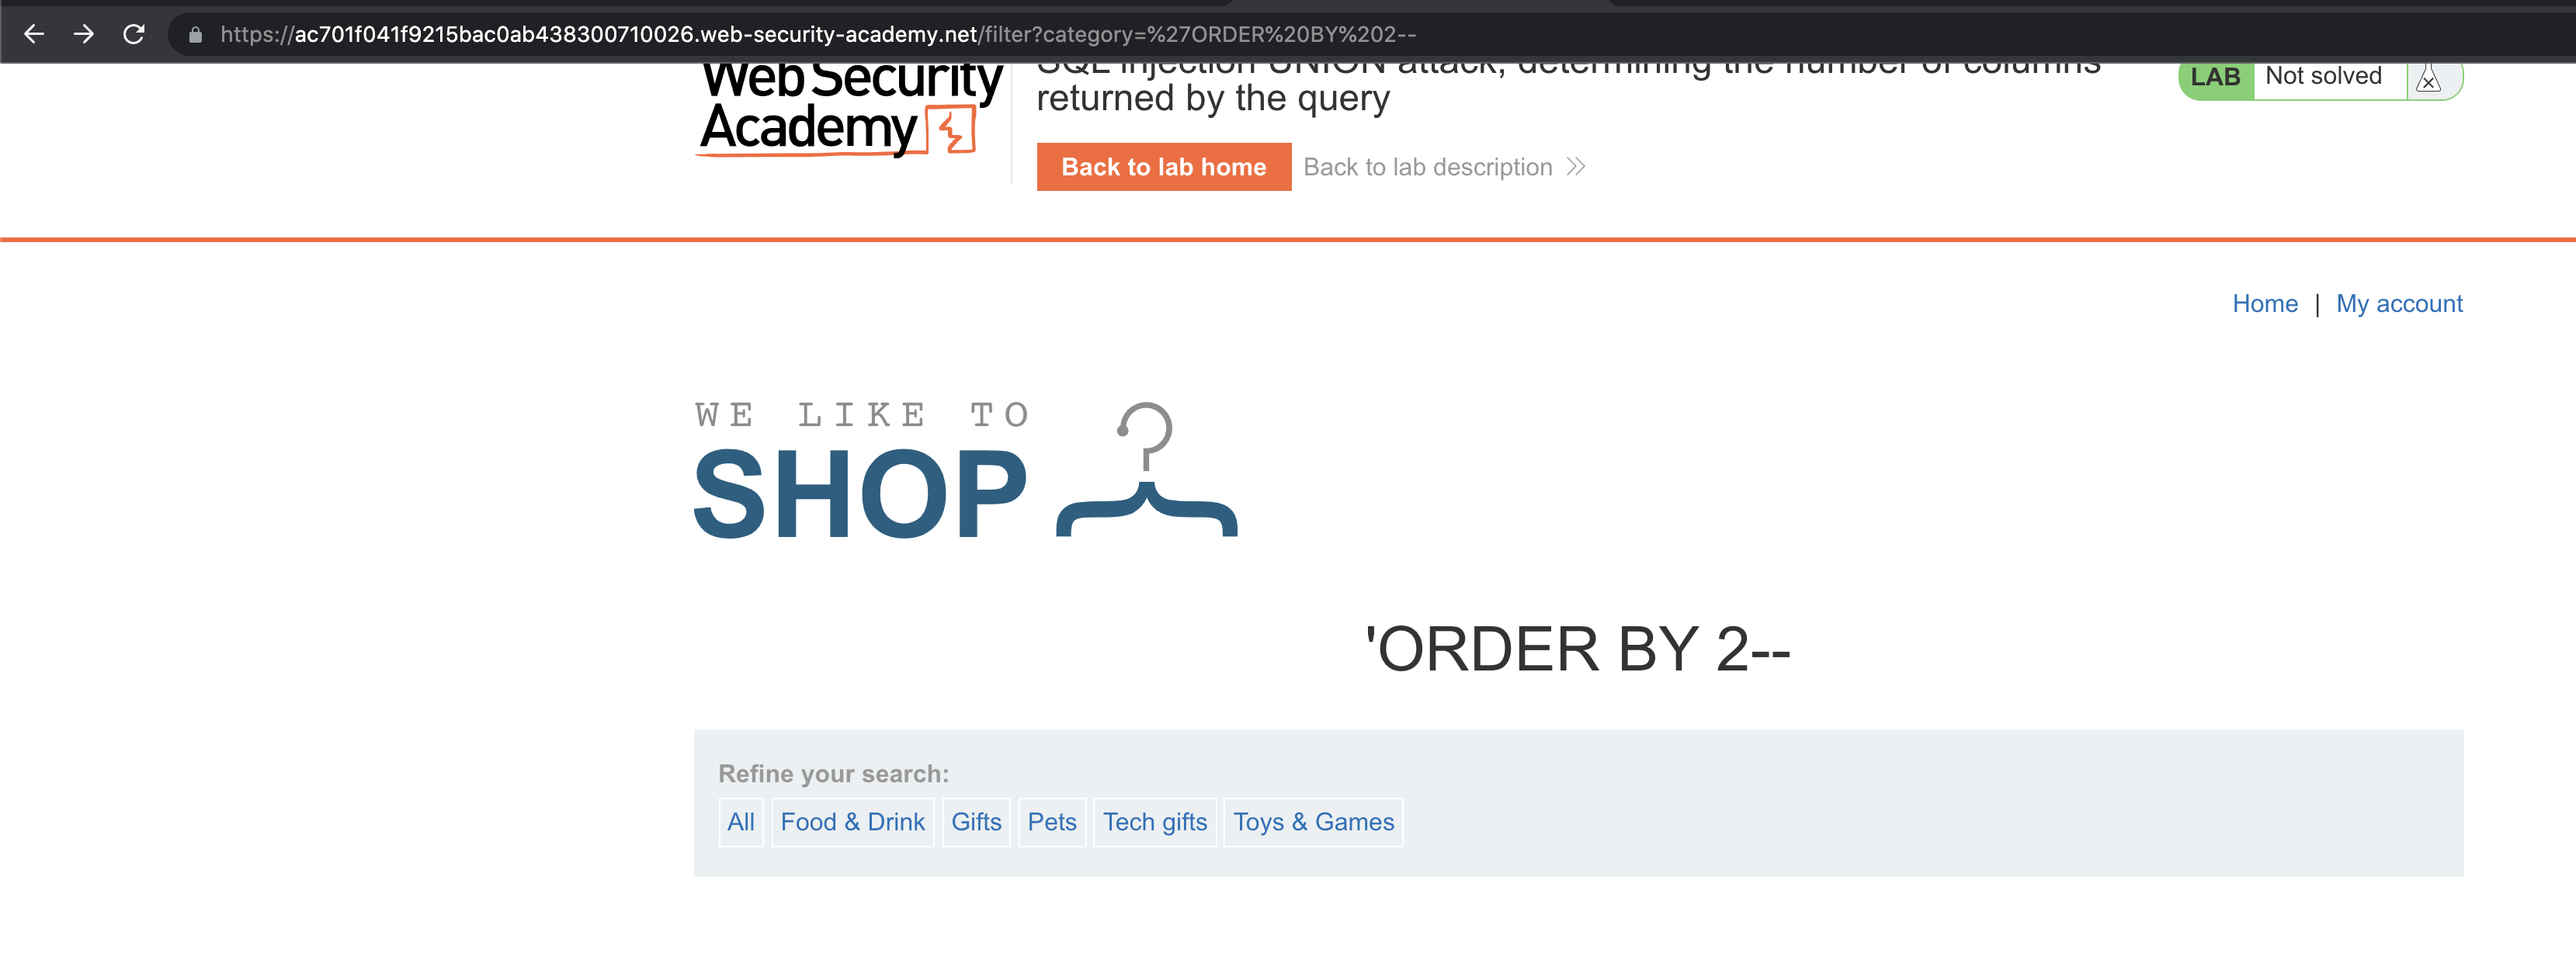 https://ac701f041f9215bac0ab438300710026.web-security-academy.net/filter?category=%27ORDER%20BY%202--
Web Security
Academy
SQL injection UNION attack, determining the number of columns
returned by the query
LAB Not solved
Back to lab home Back to lab description
Home | My account
WE LIKE TO
SHOP
'ORDER BY 2--
Refine your search:
All Food & Drink Gifts Pets Tech gifts Toys & Games